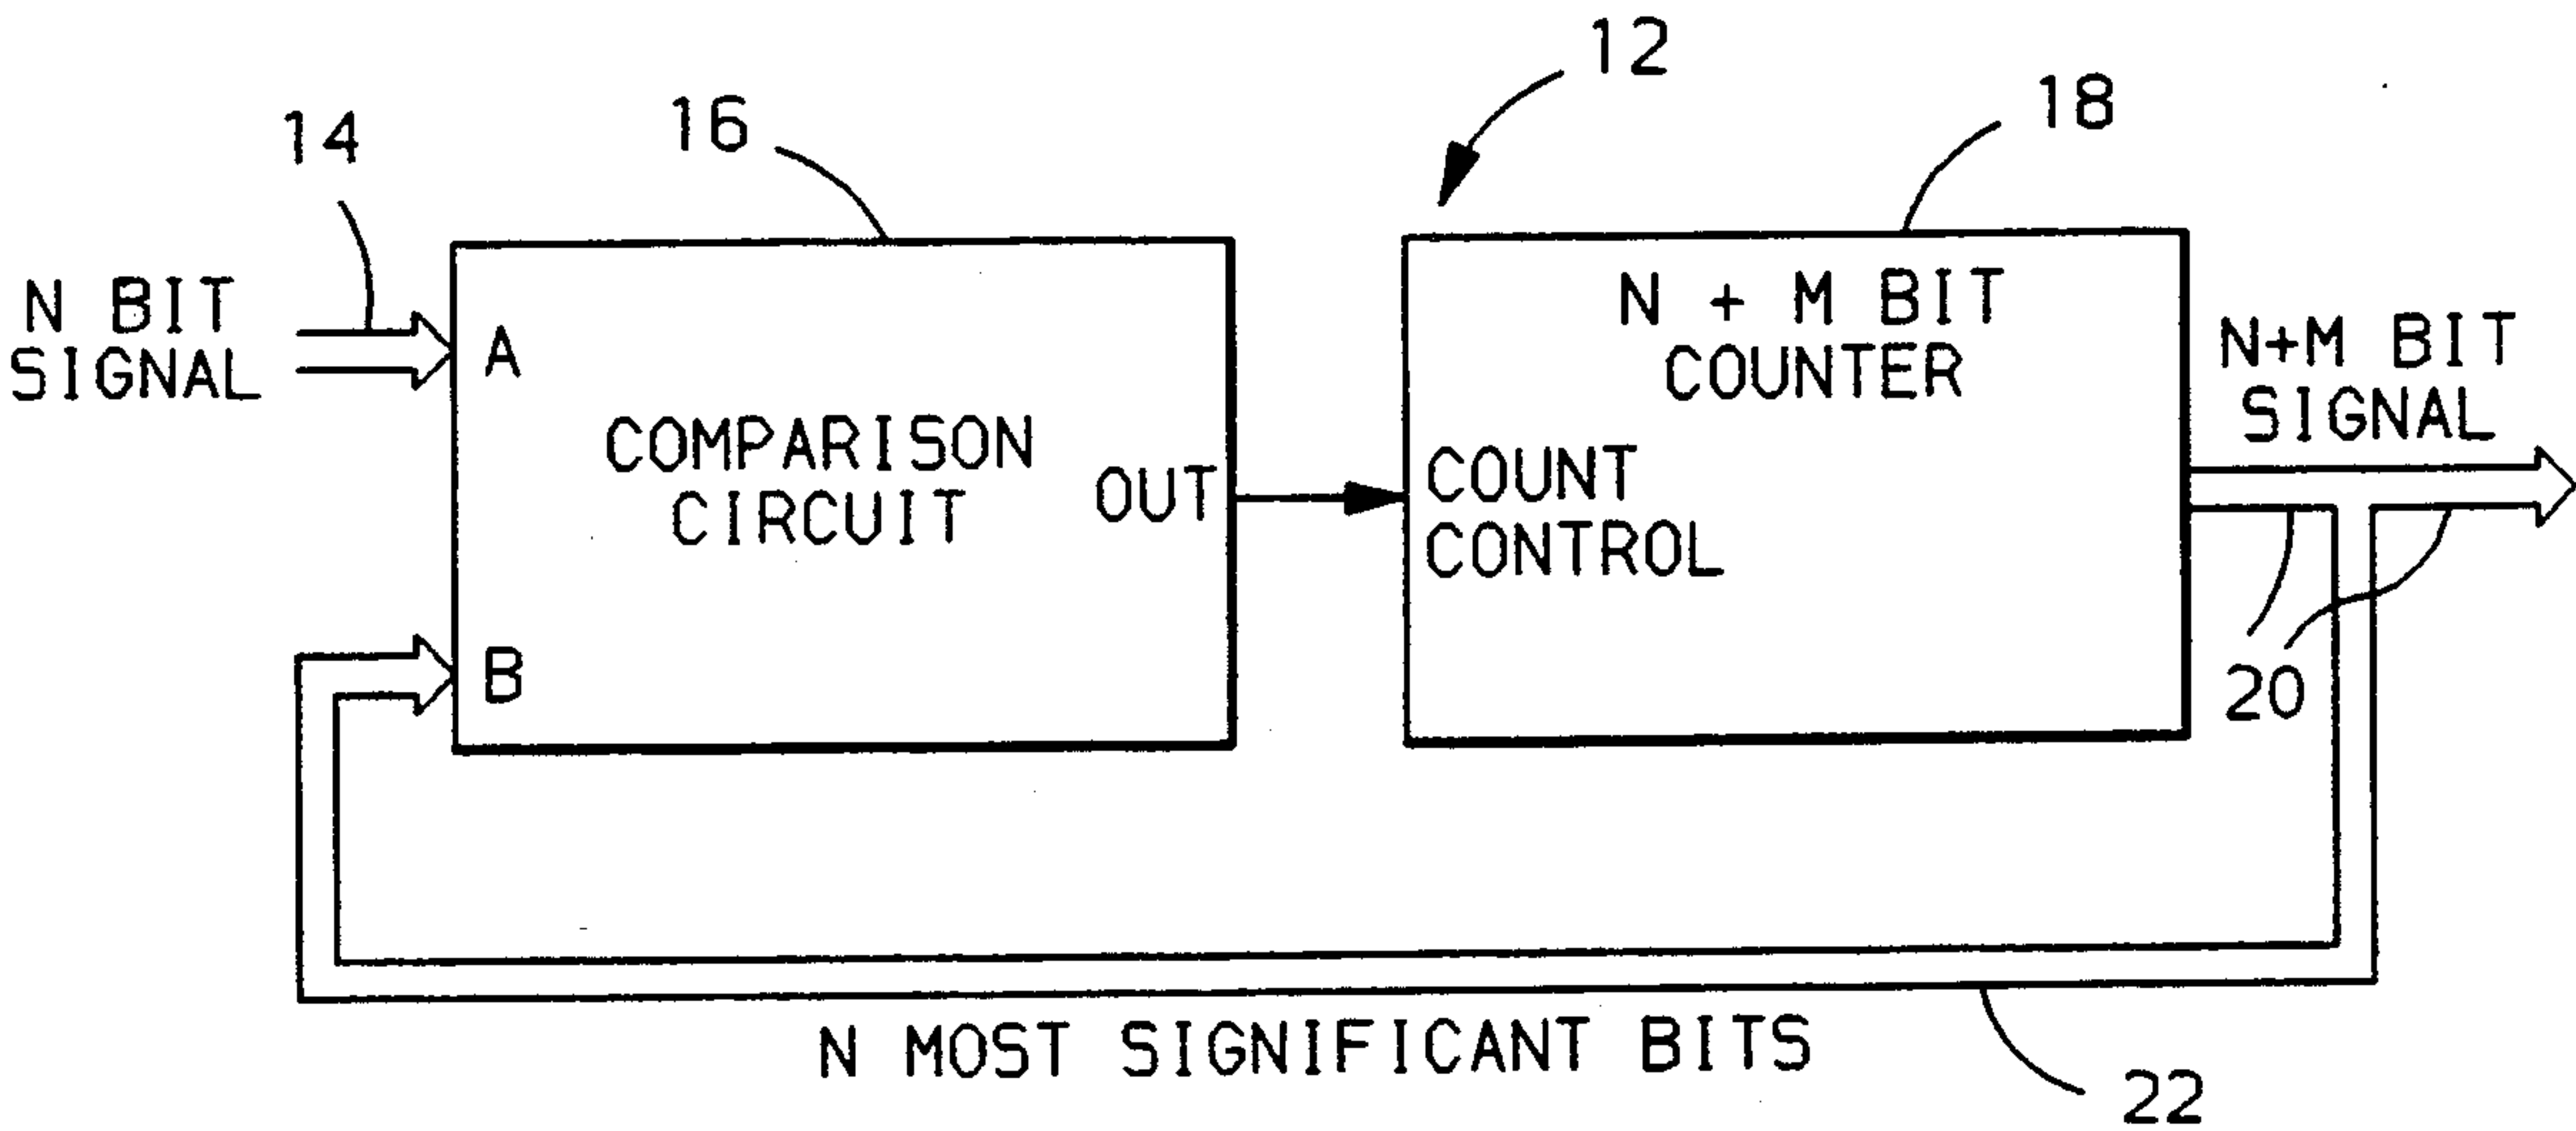 12
14
16
18
N BIT
SIGNAL
A
COMPARISON
CIRCUIT
OUT
B
N + M BIT
COUNTER
COUNT
CONTROL
N+M BIT
SIGNAL
20
N MOST SIGNIFICANT BITS
22